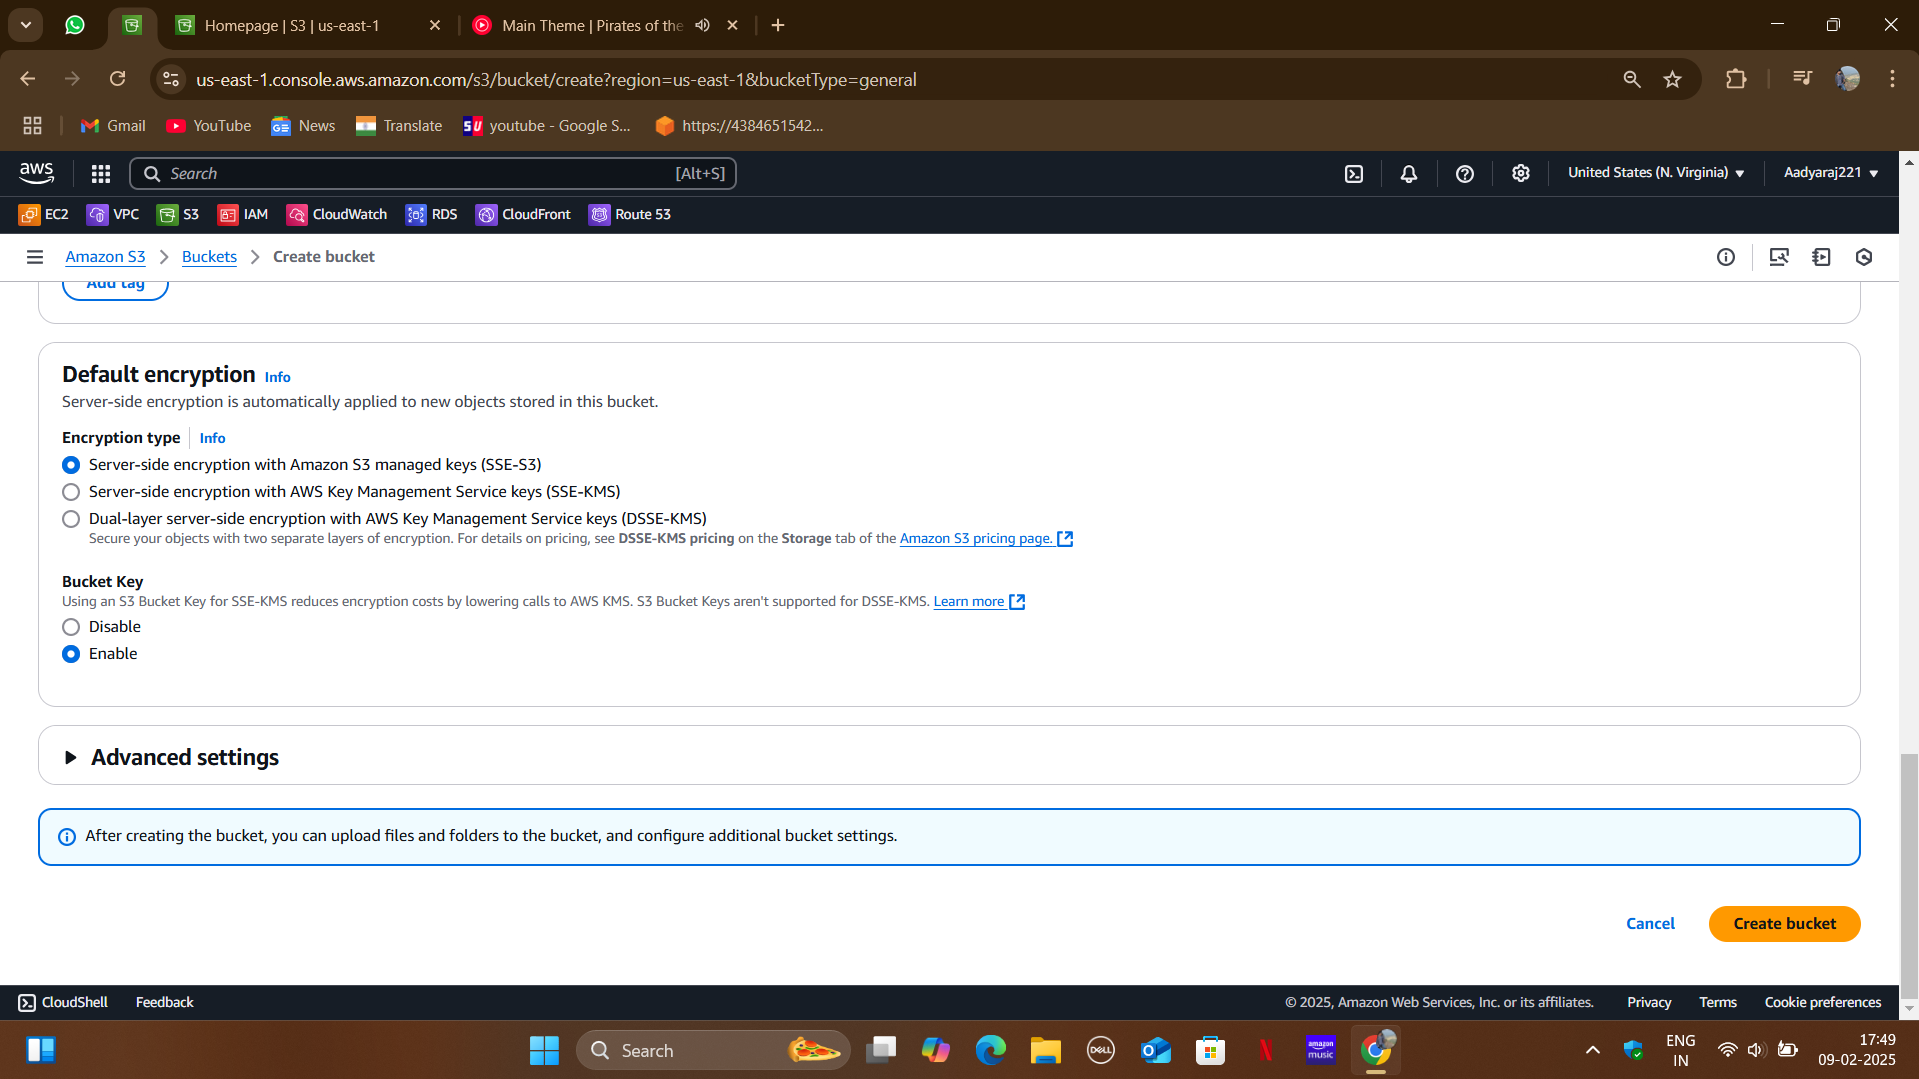 Homepage | S3 | us-east-1
Main Theme | Pirates of the
us-east-1.console.aws.amazon.com/s3/bucket/create?region=us-east-1&bucketType=general
Gmail
YouTube
News
Translate
youtube - Google S...
https://4384651542...
aws
Search
[Alt+S]
United States (N. Virginia)
Aadyaraj221
EC2
VPC
S3
IAM
CloudWatch
RDS
CloudFront
Route 53
Amazon S3
Buckets
Create bucket
Add tag
Default encryption Info
Server-side encryption is automatically applied to new objects stored in this bucket.
Encryption type Info
Server-side encryption with Amazon S3 managed keys (SSE-S3)
Server-side encryption with AWS Key Management Service keys (SSE-KMS)
Dual-layer server-side encryption with AWS Key Management Service keys (DSSE-KMS)
Secure your objects with two separate layers of encryption. For details on pricing, see DSSE-KMS pricing on the Storage tab of the Amazon S3 pricing page.
Bucket Key
Using an S3 Bucket Key for SSE-KMS reduces encryption costs by lowering calls to AWS KMS. S3 Bucket Keys aren't supported for DSSE-KMS. Learn more
Disable
Enable
Advanced settings
After creating the bucket, you can upload files and folders to the bucket, and configure additional bucket settings.
Cancel
Create bucket
CloudShell
Feedback
© 2025, Amazon Web Services, Inc. or its affiliates.
Privacy
Terms
Cookie preferences
Search
DELL
amazon music
ENG
IN
17:49
09-02-2025